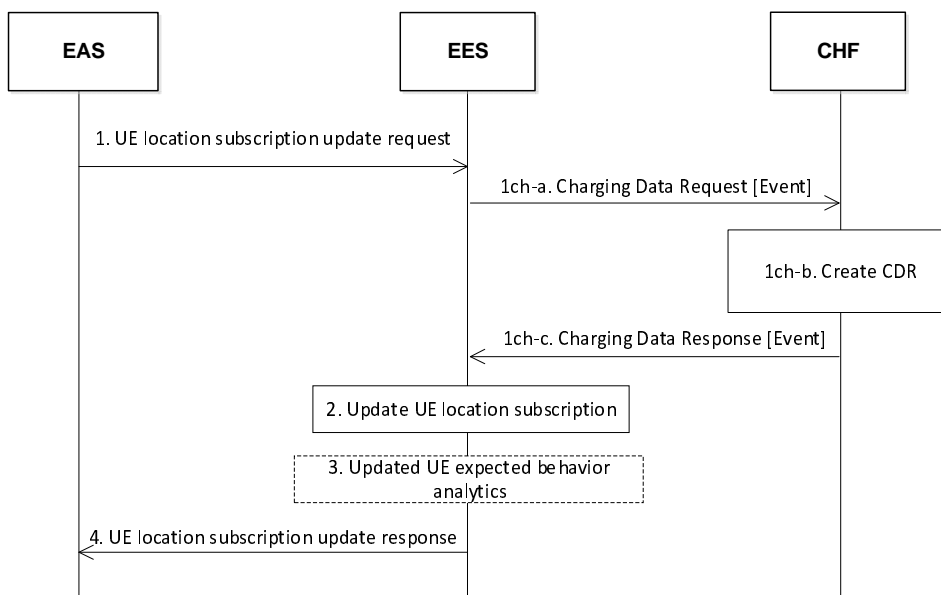 EAS
EES
CHF
1. UE location subscription update request
1ch-a. Charging Data Request [Event]
1ch-b. Create CDR
1ch-c. Charging Data Response [Event]
2. Update UE location subscription
3. Updated UE expected behavior
analytics
4. UE location subscription update response